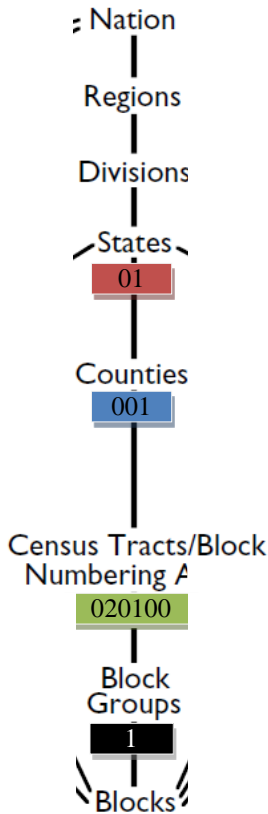 Nation
Regions
Divisions
States
01
Counties
001
Census Tracts/Block
Numbering A
020100
Block
Groups
1
Blocks